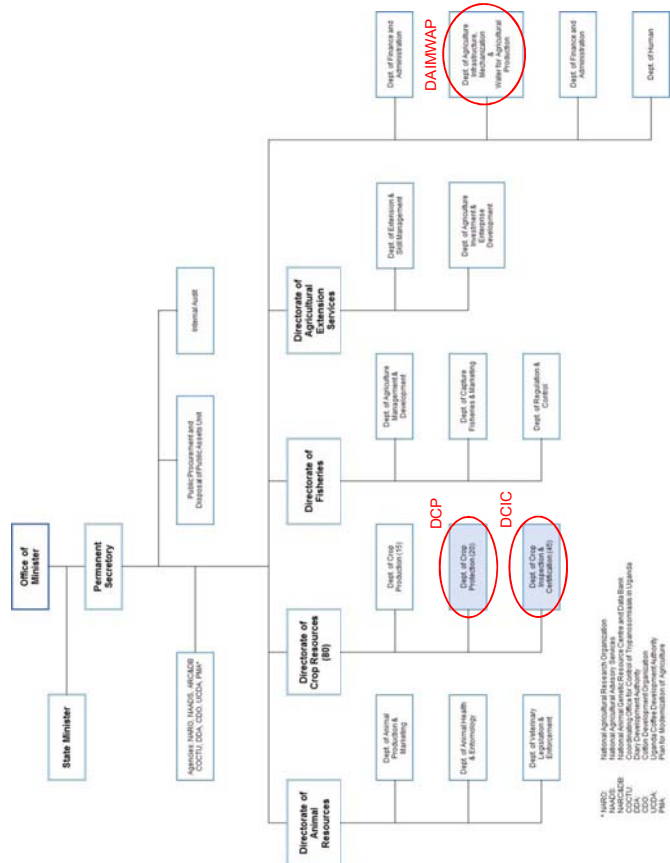 Office of
Minister
State Minister
Permanent
Secretary
Agencies: NARO, NAADS, ARC&DB
COCTU, DDA, CDO, UCDA, PMA*
Public Procurement and
Disposal of Public Assets Unit
Internal Audit
Directorate of
Animal
Resources
Dept. of Animal
Production &
Marketing
Dept. of Animal Health
& Entomology
Dept. of Veterinary
Legislation &
Enforcement
Directorate of
Crop Resources
(80)
Dept. of Crop
Production (15)
DCP
Dept. of Crop
Protection (20)
DCIC
Dept. of Crop
Inspection &
Certification (45)
Directorate of
Fisheries
Dept. of Agriculture
Management &
Development
Dept. of Capture
Fisheries & Marketing
Dept. of Regulation &
Control
Directorate of
Agricultural
Extension
Services
Dept. of Extension &
Skill Management
Dept. of Agriculture
Investment &
Enterprise
Development
Dept. of Finance and
Administration
DAIMWAP
Dept. of Agriculture
Infrastructure,
Mechanization
&
Water for Agricultural
Production
Dept. of Finance and
Administration
Dept. of Human
* NARO: National Agricultural Research Organization
NAADS: National Agricultural Advisory Services
NARC&DB: National Animal Genetic Resource Centre and Data Bank
COCTU: Coordinating Office for Control of Trypanosomiasis in Uganda
DDA: Diary Development Authority
CDO: Cotton Development Organization
UCDA: Uganda Coffee Development Authority
PMA: Plan for Modernization of Agriculture